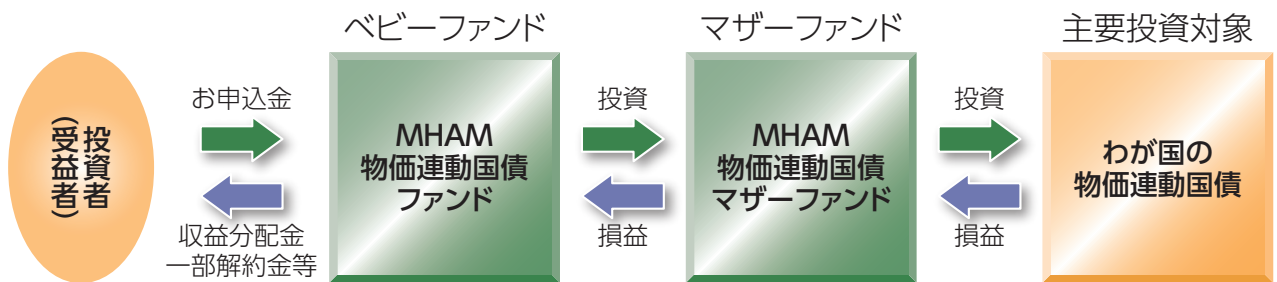 ベビーファンド
マザーファンド
主要投資対象
投資者
(受益者)
お申込金
収益分配金
一部解約金等
MHAM
物価連動国債
ファンド
投資
損益
MHAM
物価連動国債
マザーファンド
投資
損益
わが国の
物価連動国債